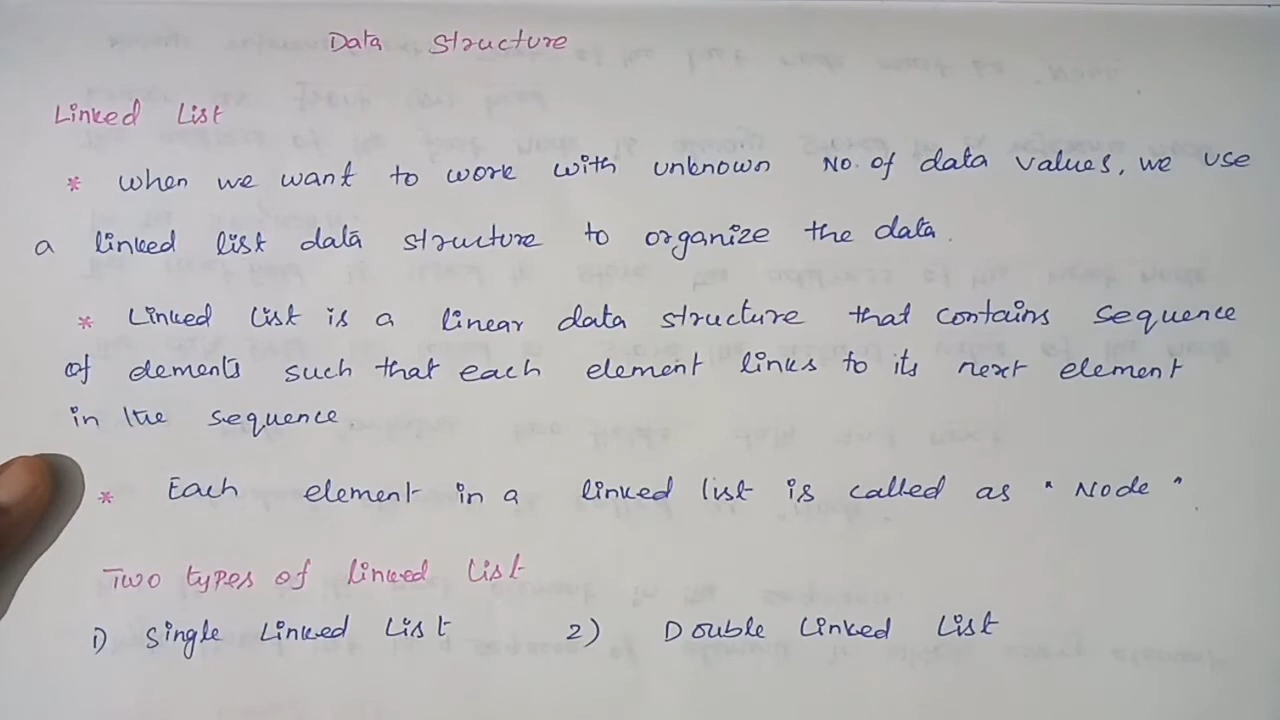 Data Structure
Linked List
* When we want to work with unknown No. of data values, we use
a linked list data structure to organize the data.
* Linked List is a linear data structure that contains sequence
of elements such that each element links to its next element
in the sequence.
* Each element in a linked list is called as "Node".
Two types of linked list
1) Single Linked List 2) Double Linked List